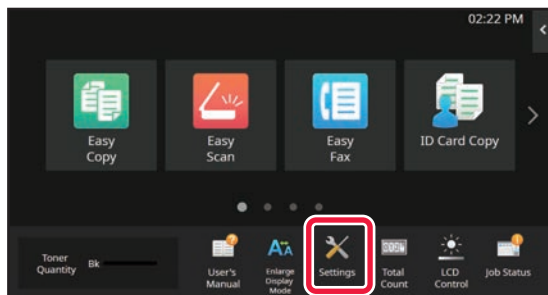 02:22 PM
Easy
Copy
Easy
Scan
Easy
Fax
ID Card Copy
Toner
Quantity
Bk
User's
Manual
Enlarge
Display
Mode
Settings
Total
Count
LCD
Control
Job Status